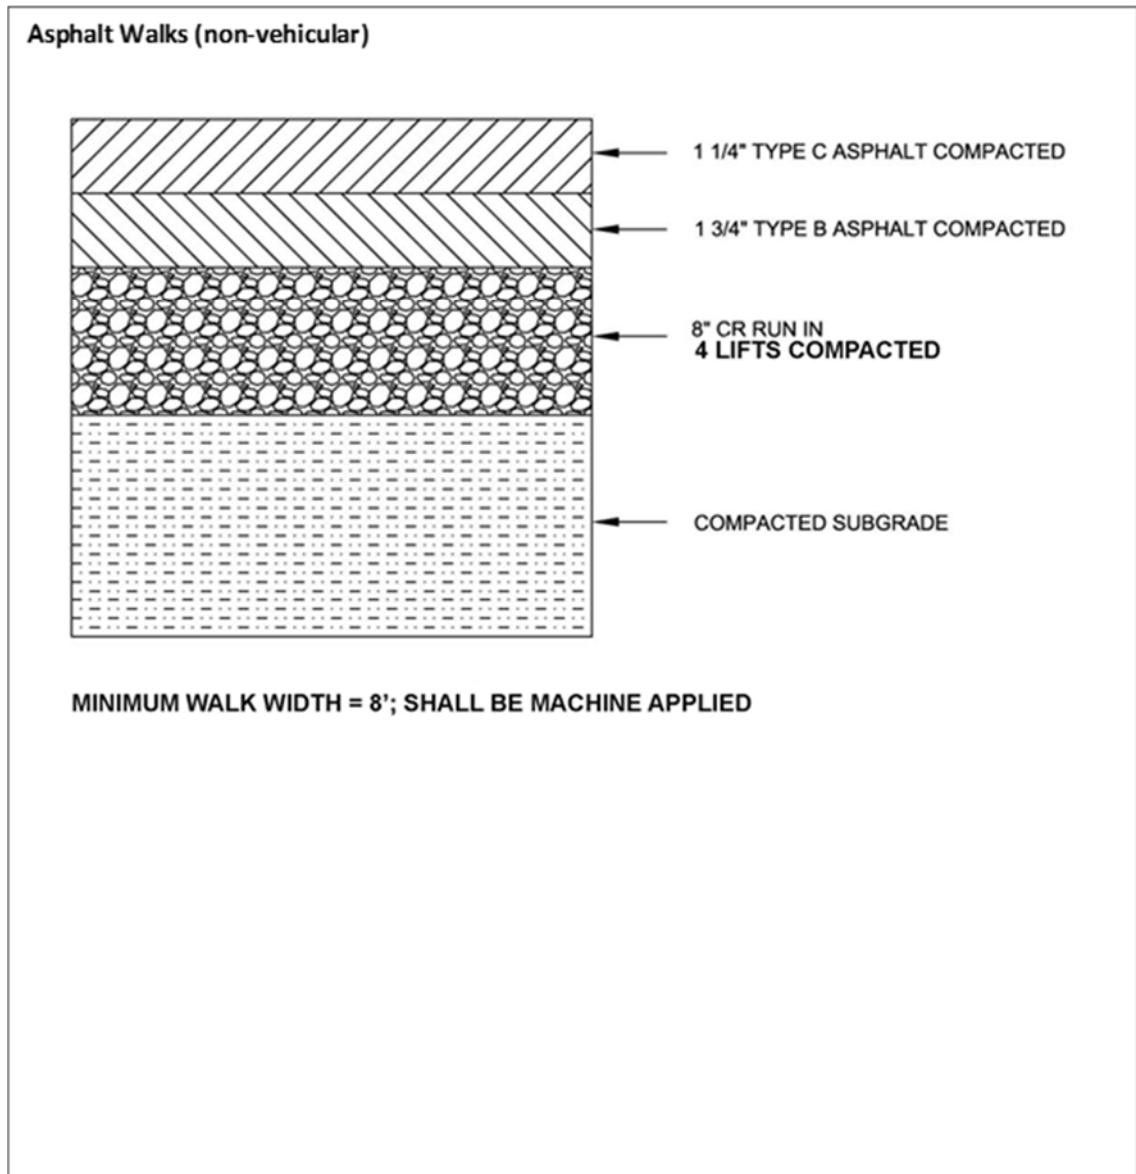 Asphalt Walks (non-vehicular)
1 1/4" TYPE C ASPHALT COMPACTED
1 3/4" TYPE B ASPHALT COMPACTED
8" CR RUN IN
4 LIFTS COMPACTED
COMPACTED SUBGRADE
MINIMUM WALK WIDTH = 8’; SHALL BE MACHINE APPLIED